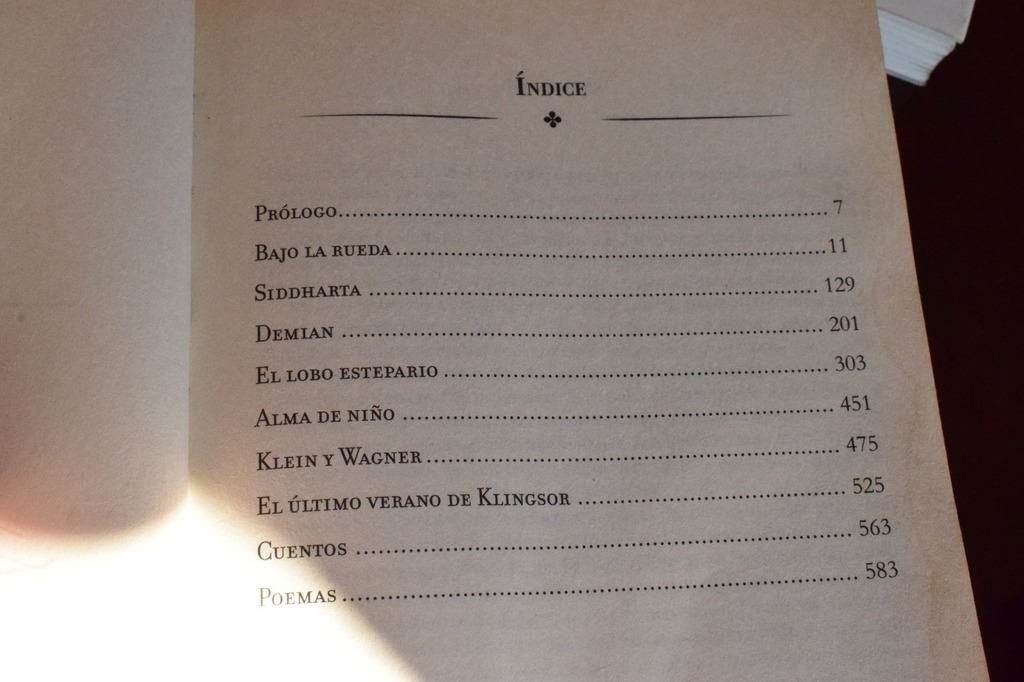 Índice
Prólogo................................................................................ 7
Bajo la rueda.......................................................................11
Siddharta ......................................................................... 129
Demian .............................................................................. 201
El lobo estepario .............................................................. 303
Alma de niño ..................................................................... 451
Klein y Wagner .................................................................. 475
El último verano de Klingsor ........................................... 525
Cuentos .............................................................................. 563
Poemas ................................................................................ 583